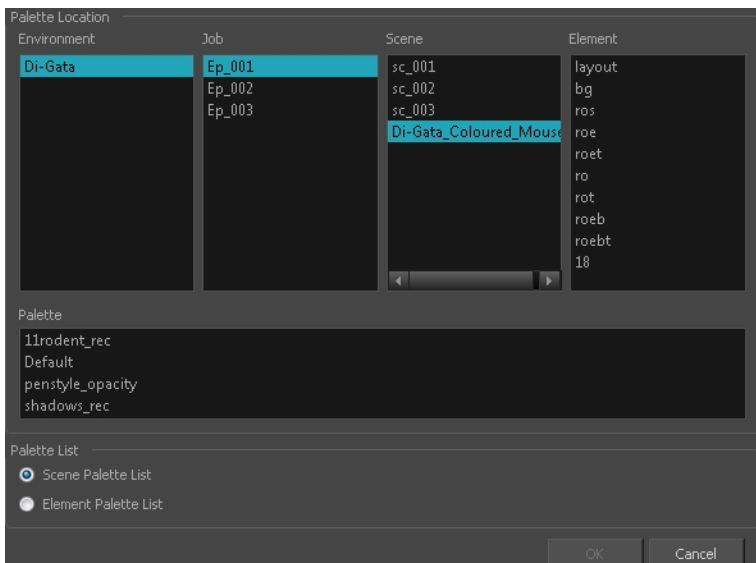 Palette Location
Environment
Job
Scene
Element
Di-Gata
Ep_001
Ep_002
Ep_003
sc_001
sc_002
sc_003
Di-Gata_Coloured_Mouse
layout
bg
ros
roe
roet
ro
rot
roeb
roebt
18
Palette
11rodent_rec
Default
penstyle_opacity
shadows_rec
Palette List
Scene Palette List
Element Palette List
OK
Cancel